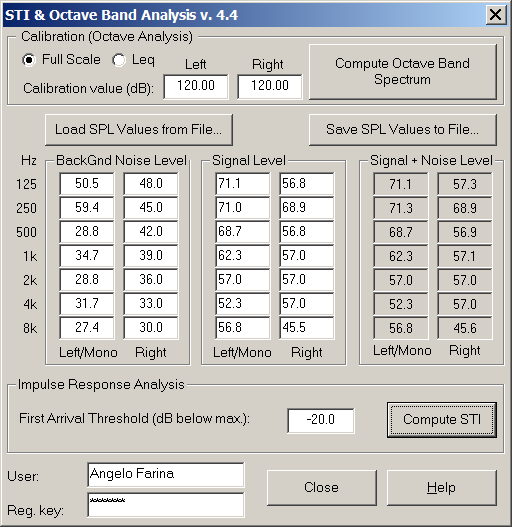 STI & Octave Band Analysis v. 4.4
Calibration (Octave Analysis)
Full Scale Leq Left Right
Calibration value (dB): 120.00 120.00
Compute Octave Band
Spectrum
Load SPL Values from File... Save SPL Values to File...
Hz BackGnd Noise Level Signal Level Signal + Noise Level
125 50.5 48.0 71.1 56.8 71.1 57.3
250 59.4 45.0 71.0 68.9 71.3 68.9
500 28.8 42.0 68.7 56.8 68.7 56.9
1k 34.7 39.0 62.3 57.0 62.3 57.1
2k 28.8 36.0 57.0 57.0 57.0 57.0
4k 31.7 33.0 52.3 57.0 52.3 57.0
8k 27.4 30.0 56.8 45.5 56.8 45.6
Left/Mono Right Left/Mono Right Left/Mono Right
Impulse Response Analysis
First Arrival Threshold (dB below max.): -20.0 Compute STI
User: Angelo Farina
Reg. key: ********
Close Help